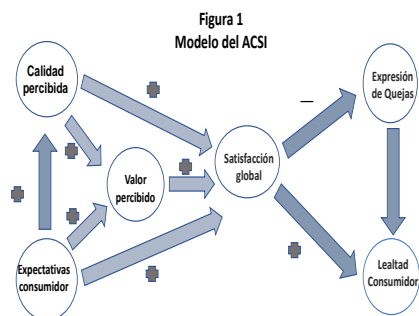 Figura 1
Modelo del ACSI
Calidad
percibida
Expresión
de Quejas
Valor
percibido
Satisfacción
global
Expectativas
consumidor
Lealtad
Consumidor